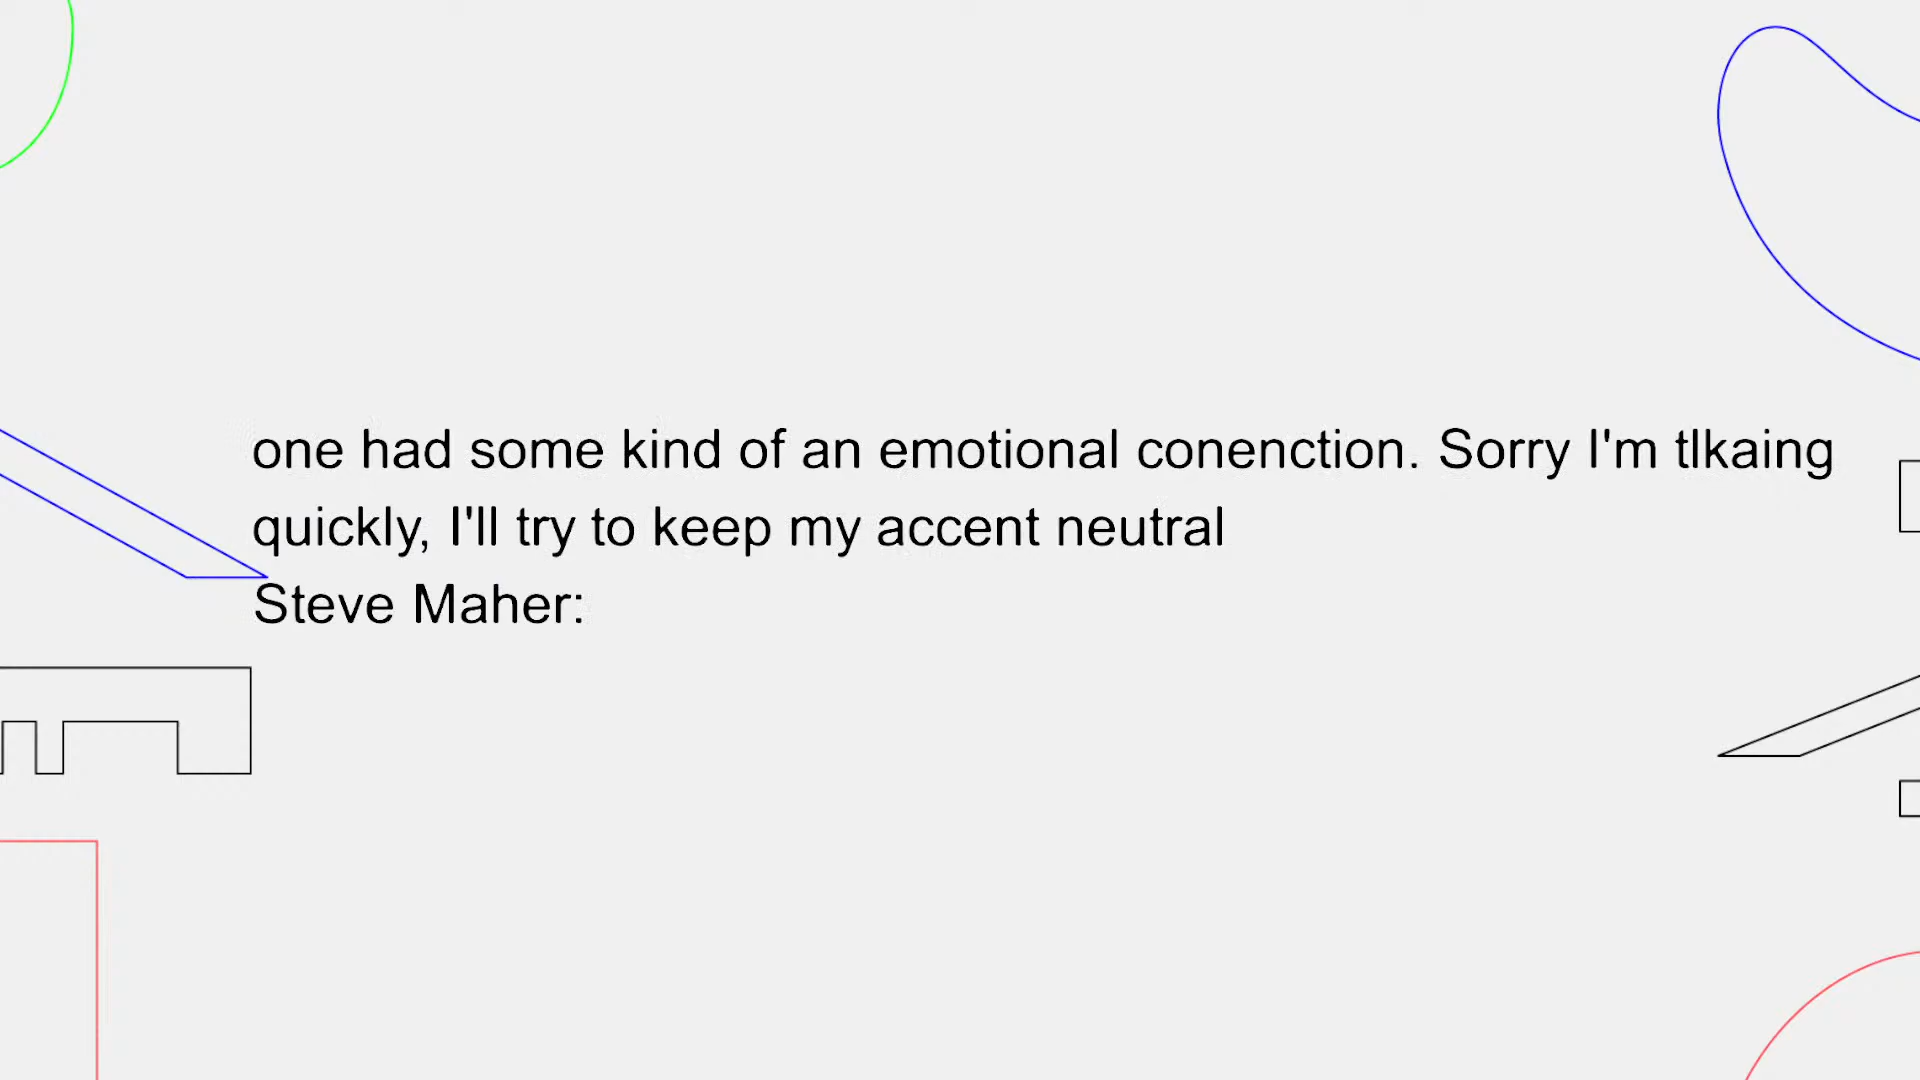 one had some kind of an emotional conenction. Sorry I'm tlkaing
quickly, I'll try to keep my accent neutral
Steve Maher: